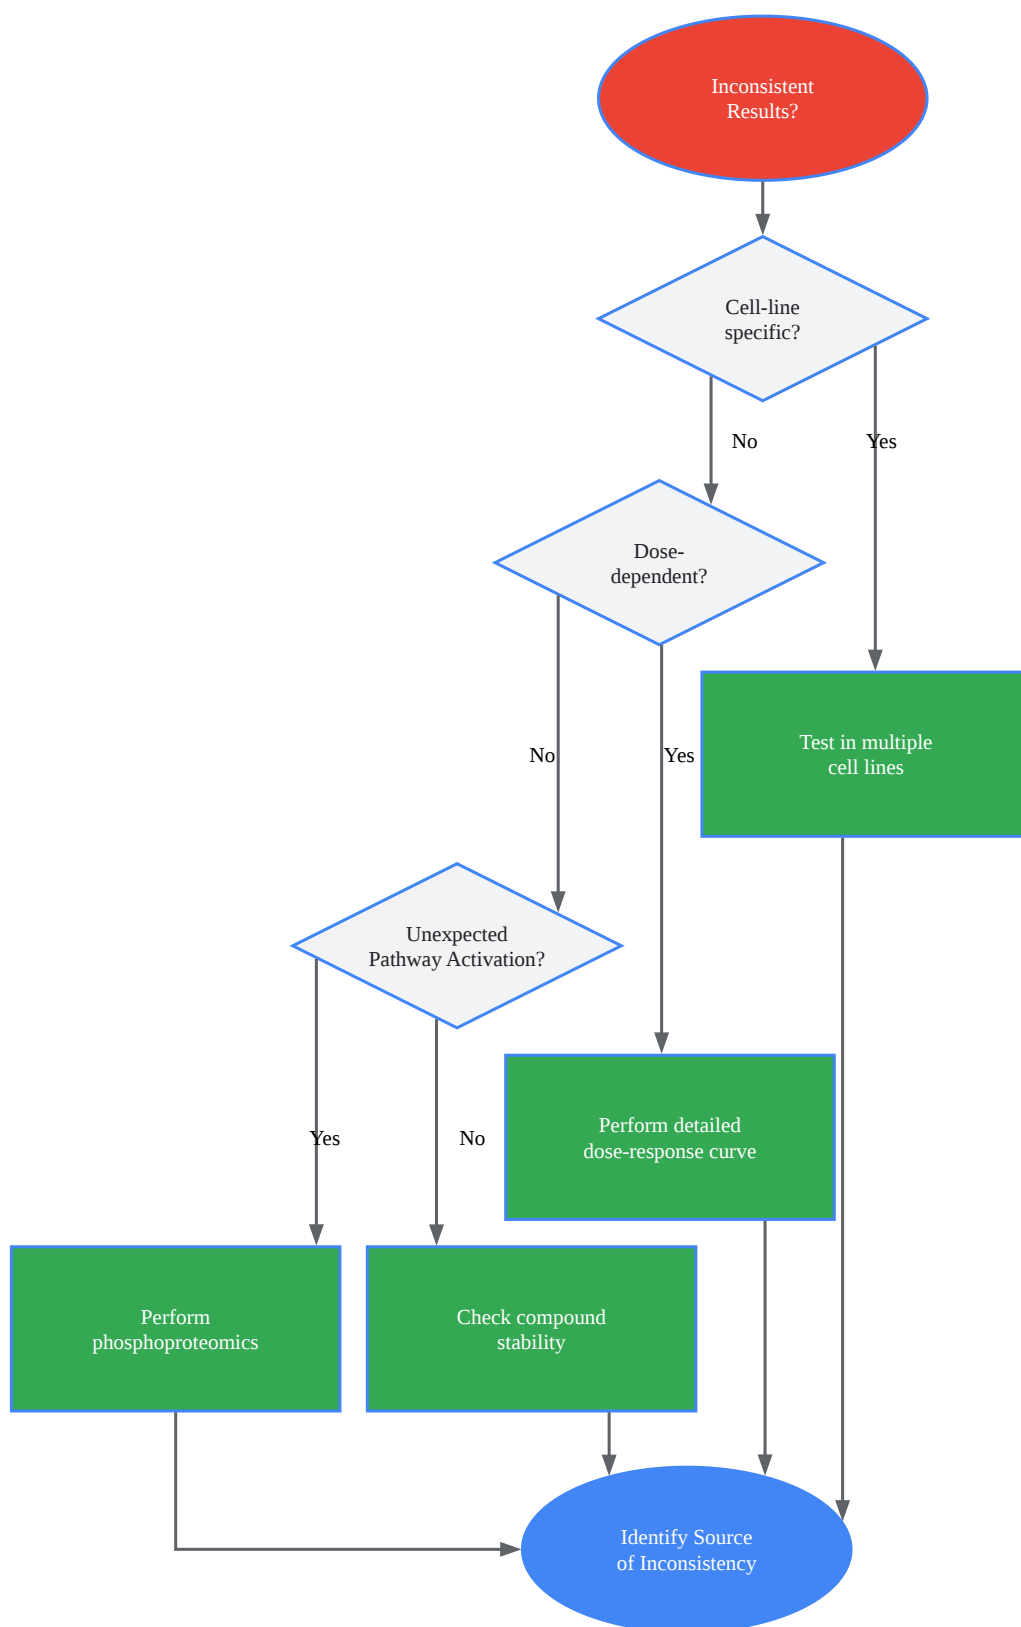 Inconsistent
Results?
Cell-line
specific?
No
Yes
Dose-
dependent?
No
Yes
Test in multiple
cell lines
Unexpected
Pathway Activation?
Yes
No
Perform detailed
dose-response curve
Perform
phosphoproteomics
Check compound
stability
Identify Source
of Inconsistency